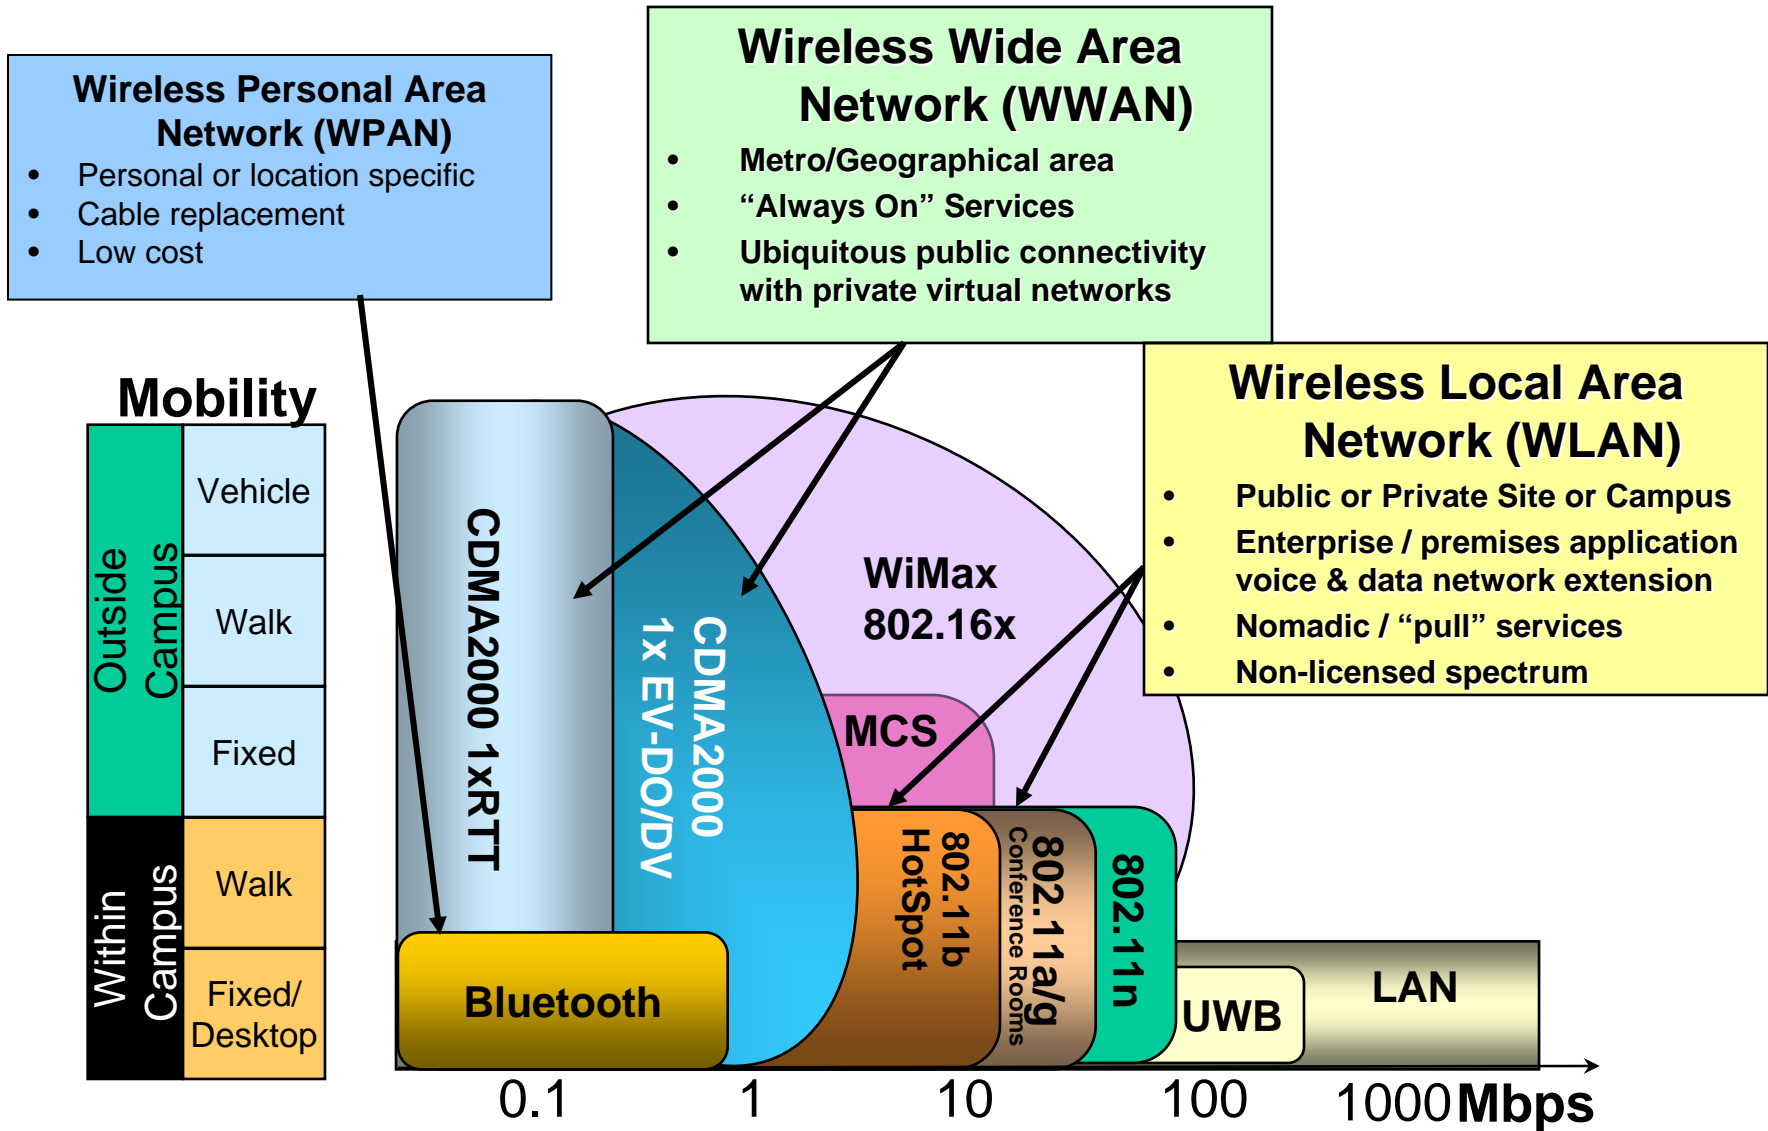 Wireless Personal Area
Network (WPAN)
• Personal or location specific
• Cable replacement
• Low cost
Wireless Wide Area
Network (WWAN)
• Metro/Geographical area
• “Always On” Services
• Ubiquitous public connectivity
with private virtual networks
Wireless Local Area
Network (WLAN)
• Public or Private Site or Campus
• Enterprise / premises application
voice & data network extension
• Nomadic / “pull” services
• Non-licensed spectrum
Mobility
Outside
Campus
Vehicle
Walk
Fixed
Within
Campus
Walk
Fixed/
Desktop
CDMA2000 1xRTT
CDMA2000
1x EV-DO/DV
WiMax
802.16x
MCS
802.11b
HotSpot
802.11a/g
Conference Rooms
802.11n
Bluetooth
UWB
LAN
0.1
1
10
100
1000
Mbps